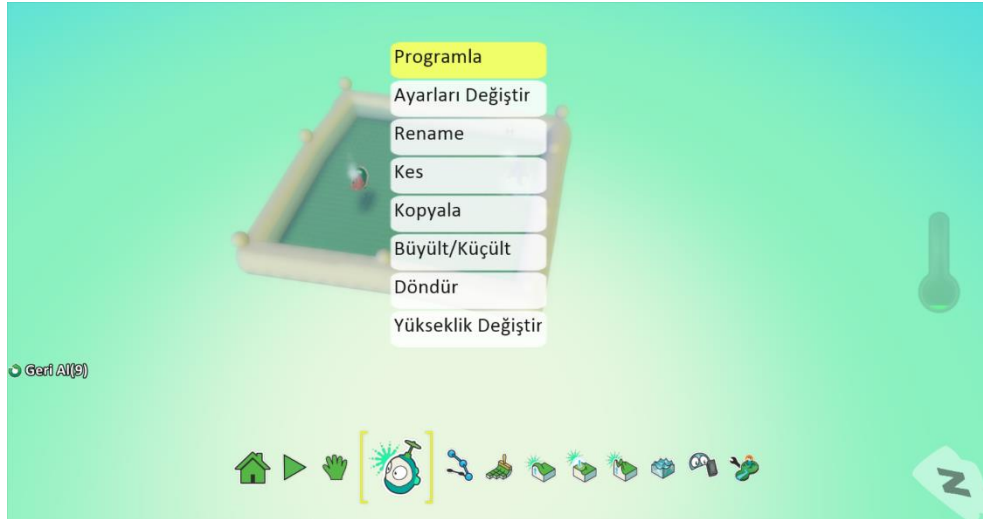 Programla
Ayarları Değiştir
Rename
Kes
Kopyala
Büyült/Küçült
Döndür
Yükseklik Değiştir
Geri Al(9)
N